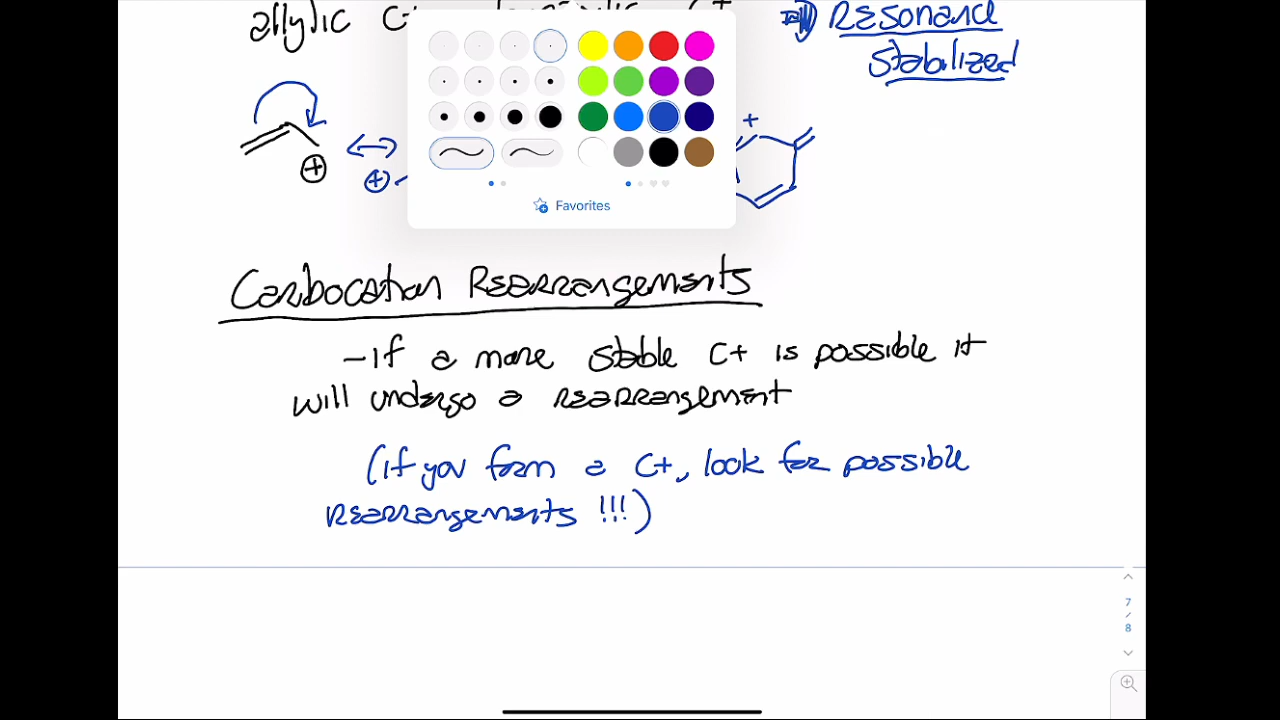 allylic C+
C+
Resonance
Stabilized
Favorites
+
+
+
Carbocation Rearrangements
- If a more stable C+ is possible it
will undergo a rearrangement
(if you form a C+, look for possible
rearrangements !!!)
7
/
8